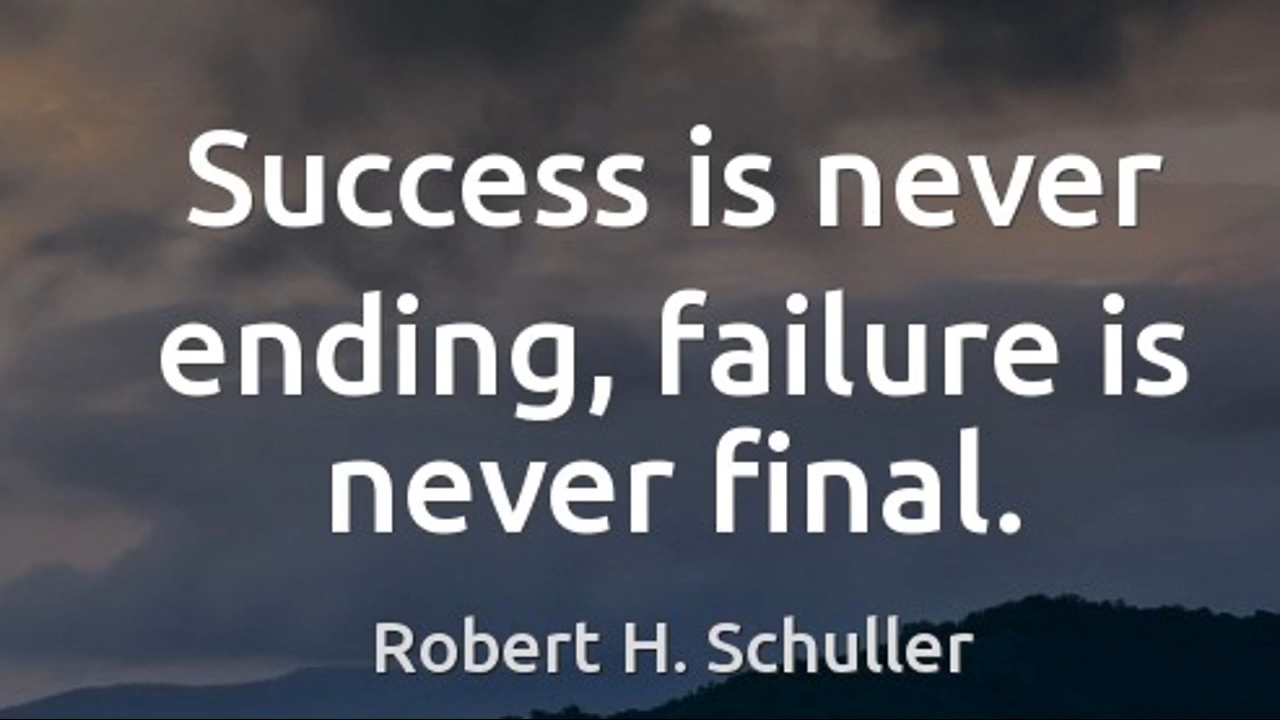 Success is never
ending, failure is
never final.
Robert H. Schuller